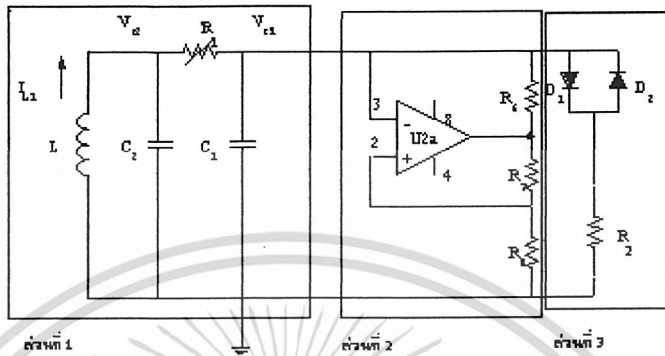 V_c2
R
V_c1
I_L1
L
C_2
C_1
3
2
-
+
U2a
8
4
R_6
R_7
D_1
D_2
R_2
ส่วนที่ 1
ส่วนที่ 2
ส่วนที่ 3